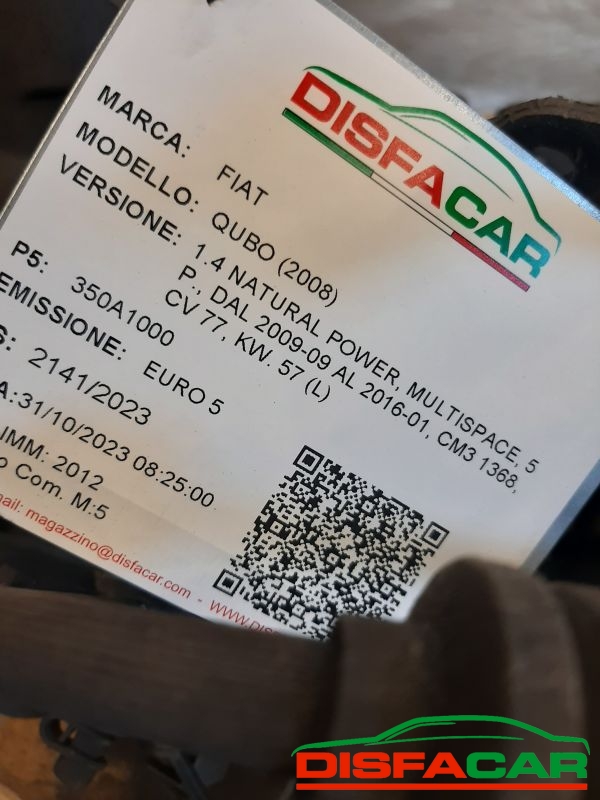 DISFACAR
MARCA: FIAT
MODELLO: QUBO (2008)
VERSIONE: 1.4 NATURAL POWER, MULTISPACE, 5
P., DAL 2009-09 AL 2016-01, CM3 1368,
CV 77, KW. 57 (L)
P5: 350A1000
EMISSIONE: EURO 5
S: 2141/2023
A:31/10/2023 08:25:00
IMM: 2012
o Com. M:5
mail: magazzino@disfacar.com - www.DISF
DISFACAR